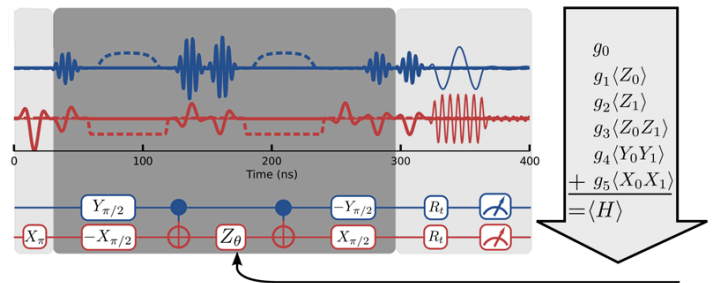 0 100 200 300 400
Time (ns)
Y_{π/2} -Y_{π/2} R_t
X_π -X_{π/2} Z_θ X_{π/2} R_t
g_0
g_1⟨Z_0⟩
g_2⟨Z_1⟩
g_3⟨Z_0Z_1⟩
g_4⟨Y_0Y_1⟩
+ g_5⟨X_0X_1⟩
=⟨H⟩